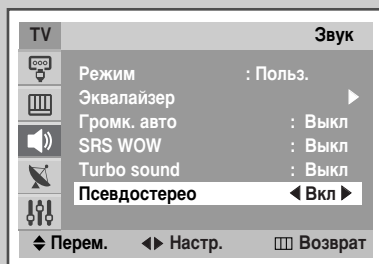 TV Звук
Режим : Польз.
Эквалайзер
Громк. авто : Выкл
SRS WOW : Выкл
Turbo sound : Выкл
Псевдостерео Вкл
Перем. Настр. Возврат